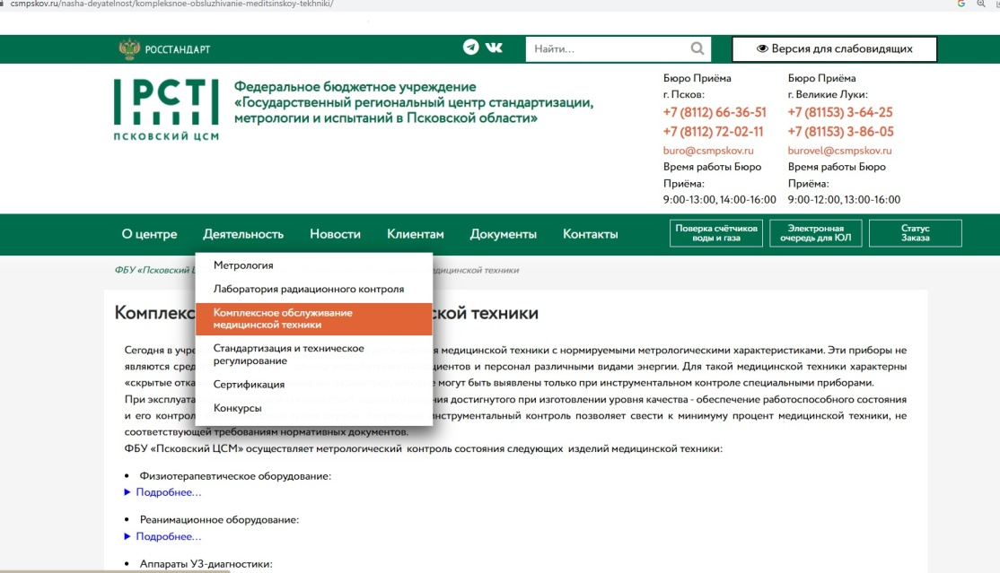 csmpskov.ru/nasha-deyatelnost/kompleksnoe-obsluzhivanie-meditsinskoy-tekhniki/
РОССТАНДАРТ
Найти...
Версия для слабовидящих
РСТ
ПСКОВСКИЙ ЦСМ
Федеральное бюджетное учреждение
«Государственный региональный центр стандартизации,
метрологии и испытаний в Псковской области»
Бюро Приёма
г. Псков:
+7 (8112) 66-36-51
+7 (8112) 72-02-11
buro@csmpskov.ru
Время работы Бюро
Приёма:
9:00-13:00, 14:00-16:00
Бюро Приёма
г. Великие Луки:
+7 (81153) 3-64-25
+7 (81153) 3-86-05
burovel@csmpskov.ru
Время работы Бюро
Приёма:
9:00-12:00, 13:00-16:00
О центре Деятельность Новости Клиентам Документы Контакты
Поверка счётчиков
воды и газа
Электронная
очередь для ЮЛ
Статус
Заказа
ФБУ «Псковский медицинской техники
Метрология
Лаборатория радиационного контроля
Комплексное обслуживание
медицинской техники
Стандартизация и техническое
регулирование
Сертификация
Конкурсы
Комплекс ской техники
Сегодня в учре я медицинской техники с нормируемыми метрологическими характеристиками. Эти приборы не
являются сред циентов и персонал различными видами энергии. Для такой медицинской техники характерны
«скрытые отка могут быть выявлены только при инструментальном контроле специальными приборами.
При эксплуата ния достигнутого при изготовлении уровня качества - обеспечение работоспособного состояния
и его контрол нструментальный контроль позволяет свести к минимуму процент медицинской техники, не
соответствующей требованиям нормативных документов.
ФБУ «Псковский ЦСМ» осуществляет метрологический контроль состояния следующих изделий медицинской техники:
• Физиотерапевтическое оборудование:
Подробнее...
• Реанимационное оборудование:
Подробнее...
• Аппараты УЗ-диагностики: